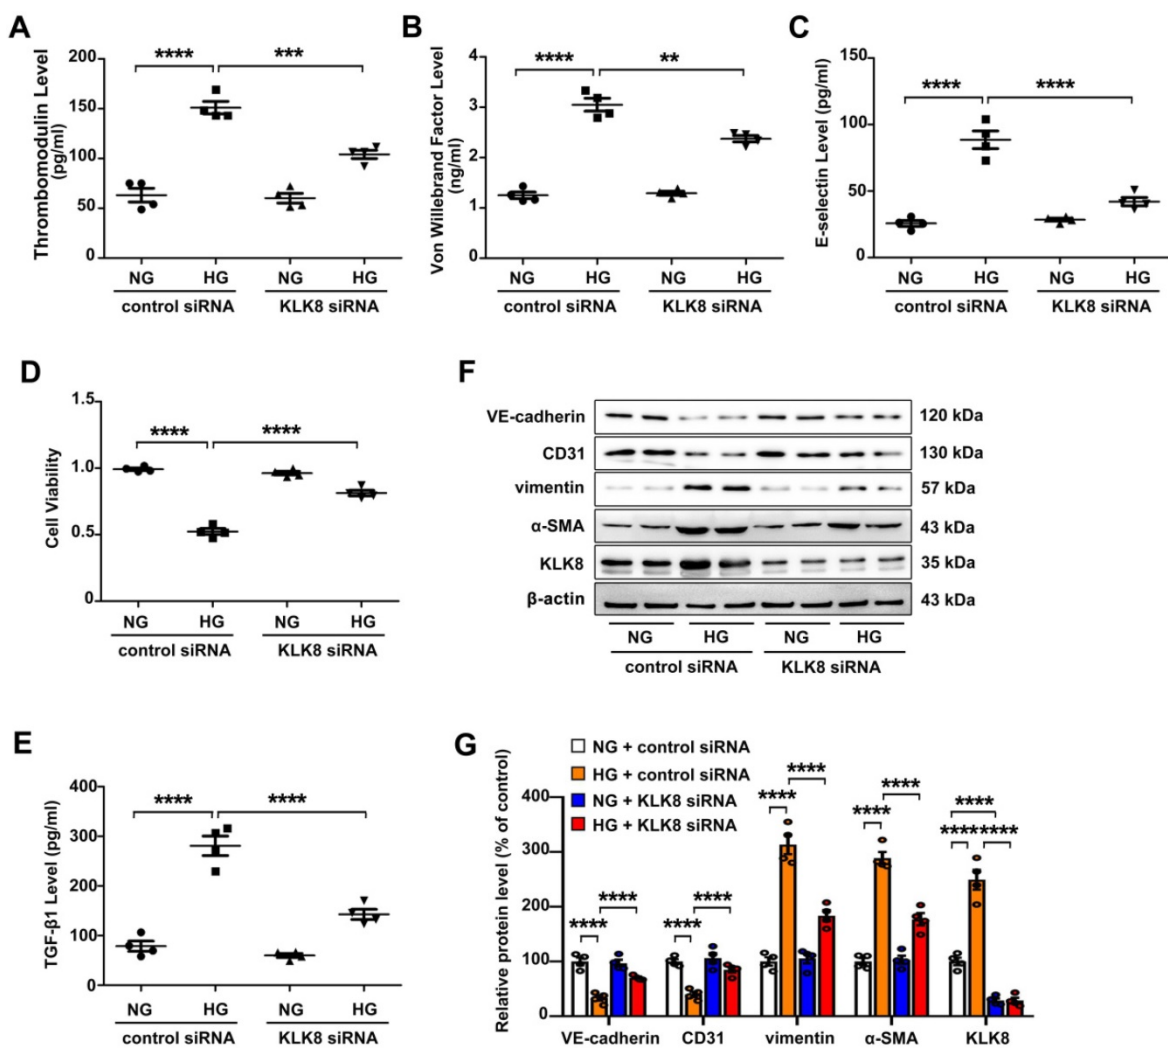 A
Thrombomodulin Level
(pg/ml)
200
150
100
50
0
**** ***
NG HG NG HG
control siRNA KLK8 siRNA
B
Von Willebrand Factor Level
(ng/ml)
4
3
2
1
0
**** **
NG HG NG HG
control siRNA KLK8 siRNA
C
E-selectin Level (pg/ml)
150
100
50
0
**** ****
NG HG NG HG
control siRNA KLK8 siRNA
D
Cell Viability
1.5
1.0
0.5
0.0
**** ****
NG HG NG HG
control siRNA KLK8 siRNA
F
VE-cadherin 120 kDa
CD31 130 kDa
vimentin 57 kDa
α-SMA 43 kDa
KLK8 35 kDa
β-actin 43 kDa
NG HG NG HG
control siRNA KLK8 siRNA
E
TGF-β1 Level (pg/ml)
400
300
200
100
0
**** ****
NG HG NG HG
control siRNA KLK8 siRNA
G
NG + control siRNA
HG + control siRNA
NG + KLK8 siRNA
HG + KLK8 siRNA
Relative protein level (% of control)
400
300
200
100
0
**** ****
**** ****
**** ****
**** ****
****
**** ****
VE-cadherin CD31 vimentin α-SMA KLK8